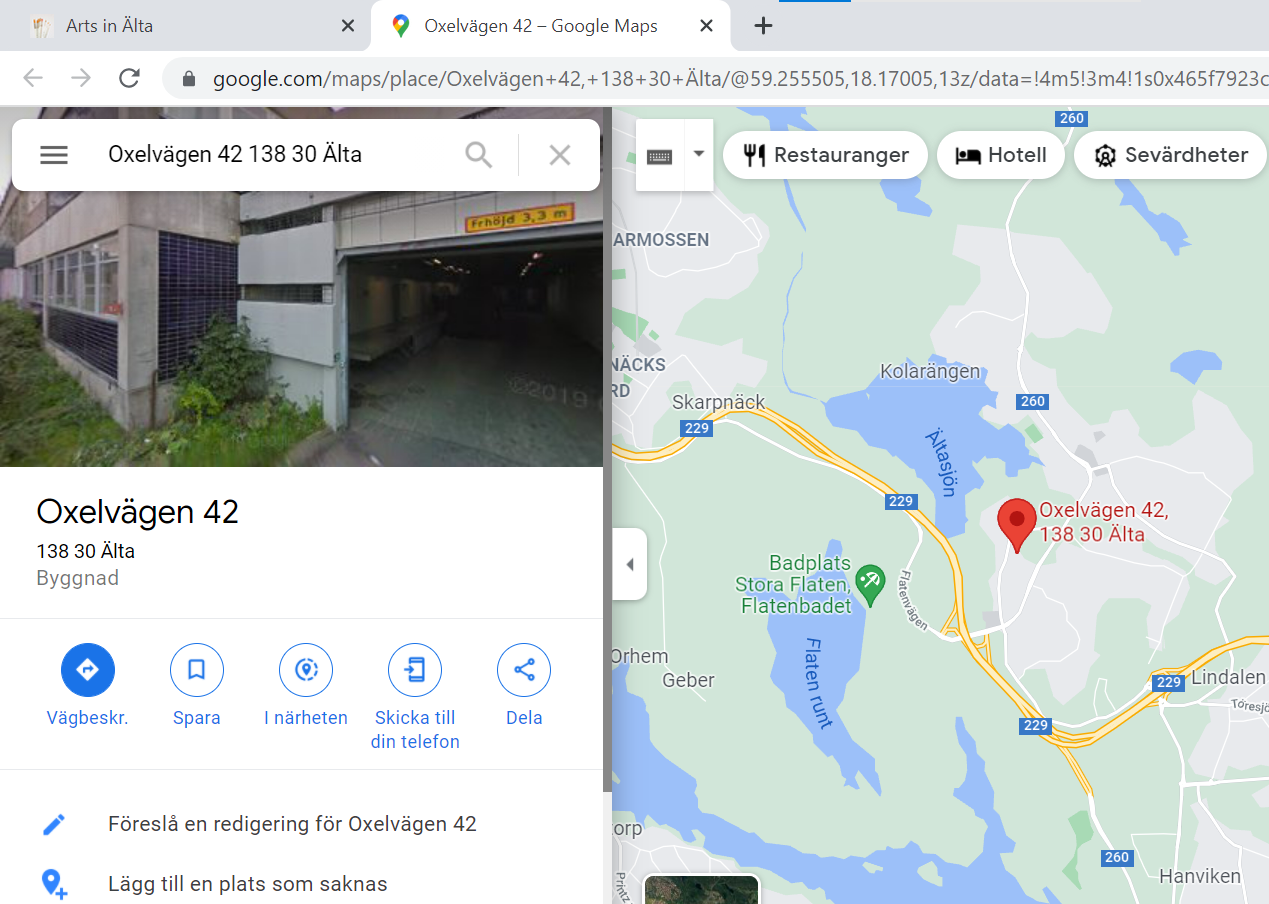 Arts in Älta
Oxelvägen 42 – Google Maps
google.com/maps/place/Oxelvägen+42,+138+30+Älta/@59.255505,18.17005,13z/data=!4m5!3m4!1s0x465f7923c
Oxelvägen 42 138 30 Älta
Frhöjd 3,3 m
©2019
Oxelvägen 42
138 30 Älta
Byggnad
Vägbeskr.
Spara
I närheten
Skicka till
din telefon
Dela
Föreslå en redigering för Oxelvägen 42
Lägg till en plats som saknas
Restauranger
Hotell
Sevärdheter
260
ARMOSSEN
NÄCKS
RD
Skarpnäck
229
Kolarängen
260
Ältasjön
229
Oxelvägen 42,
138 30 Älta
Badplats
Stora Flaten,
Flatenbadet
Flatenvägen
Flaten runt
Orhem
Geber
229
Lindalen
Töresjö
229
orp
Printz
260
Hanviken